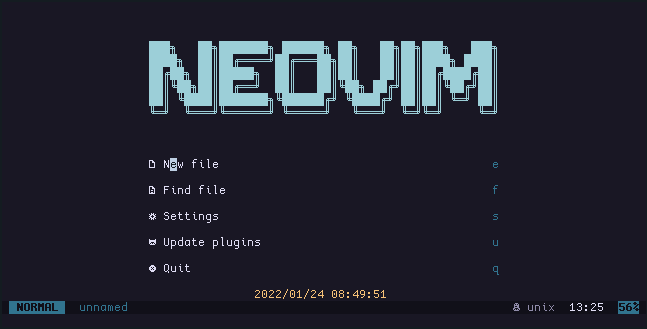 NEOVIM
New file e
Find file f
Settings s
Update plugins u
Quit q
2022/01/24 08:49:51
NORMAL unnamed unix 13:25 56%